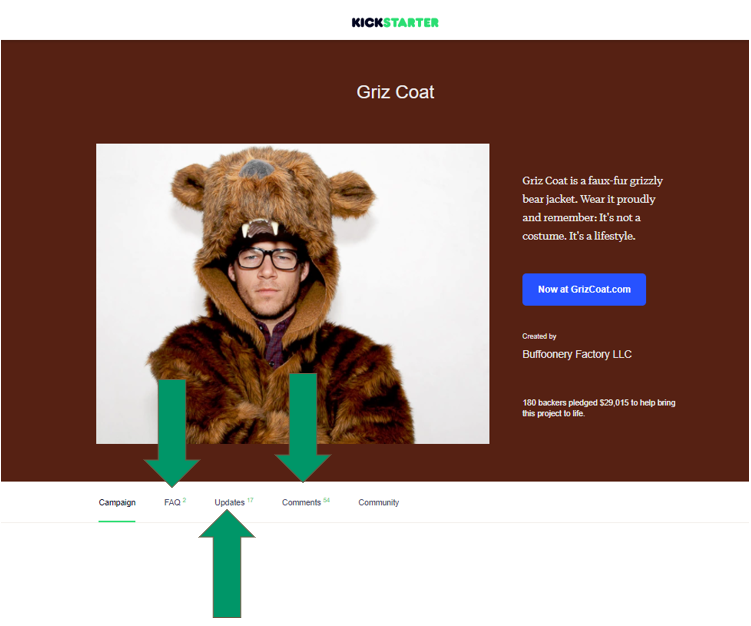 KICKSTARTER
Griz Coat
Griz Coat is a faux-fur grizzly
bear jacket. Wear it proudly
and remember: It's not a
costume. It's a lifestyle.
Now at GrizCoat.com
Created by
Buffoonery Factory LLC
180 backers pledged $29,015 to help bring
this project to life.
Campaign FAQ 2 Updates 17 Comments 54 Community